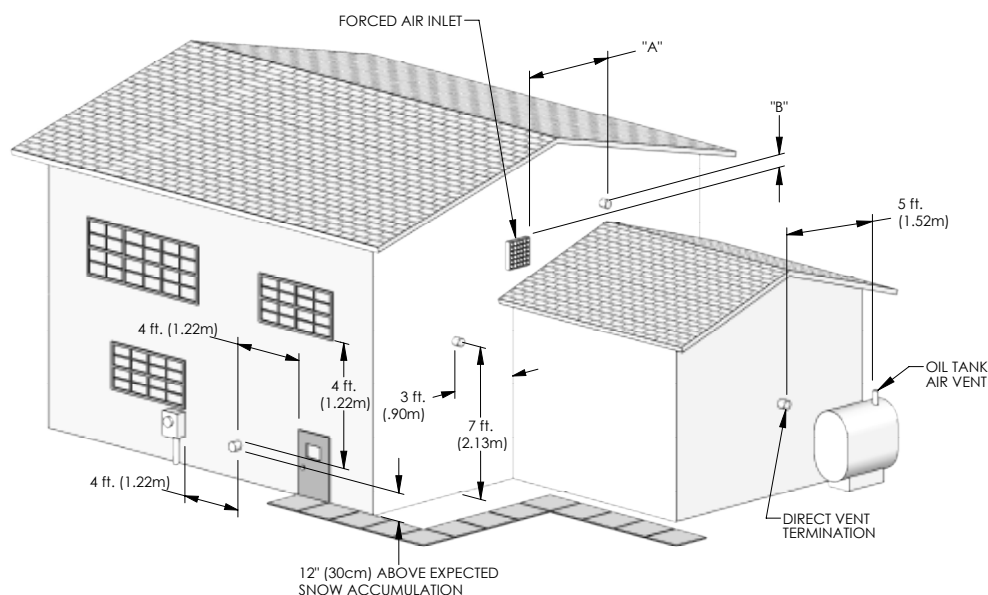 FORCED AIR INLET
"A"
"B"
5 ft.
(1.52m)
4 ft. (1.22m)
4 ft.
(1.22m)
3 ft.
(.90m)
7 ft.
(2.13m)
OIL TANK
AIR VENT
4 ft. (1.22m)
DIRECT VENT
TERMINATION
12" (30cm) ABOVE EXPECTED
SNOW ACCUMULATION